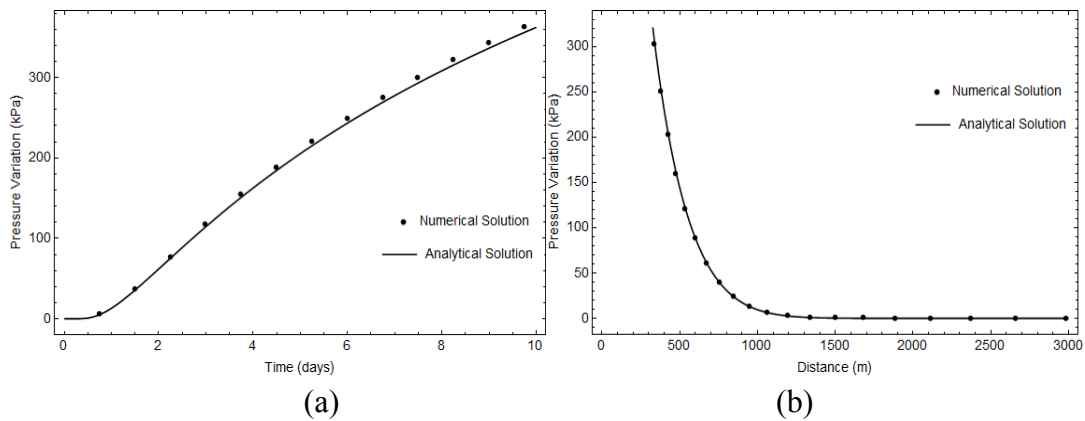 300
200
100
0
Pressure Variation (kPa)
Numerical Solution
Analytical Solution
0 2 4 6 8 10
Time (days)
(a)
300
250
200
150
100
50
0
Pressure Variation (kPa)
Numerical Solution
Analytical Solution
0 500 1000 1500 2000 2500 3000
Distance (m)
(b)